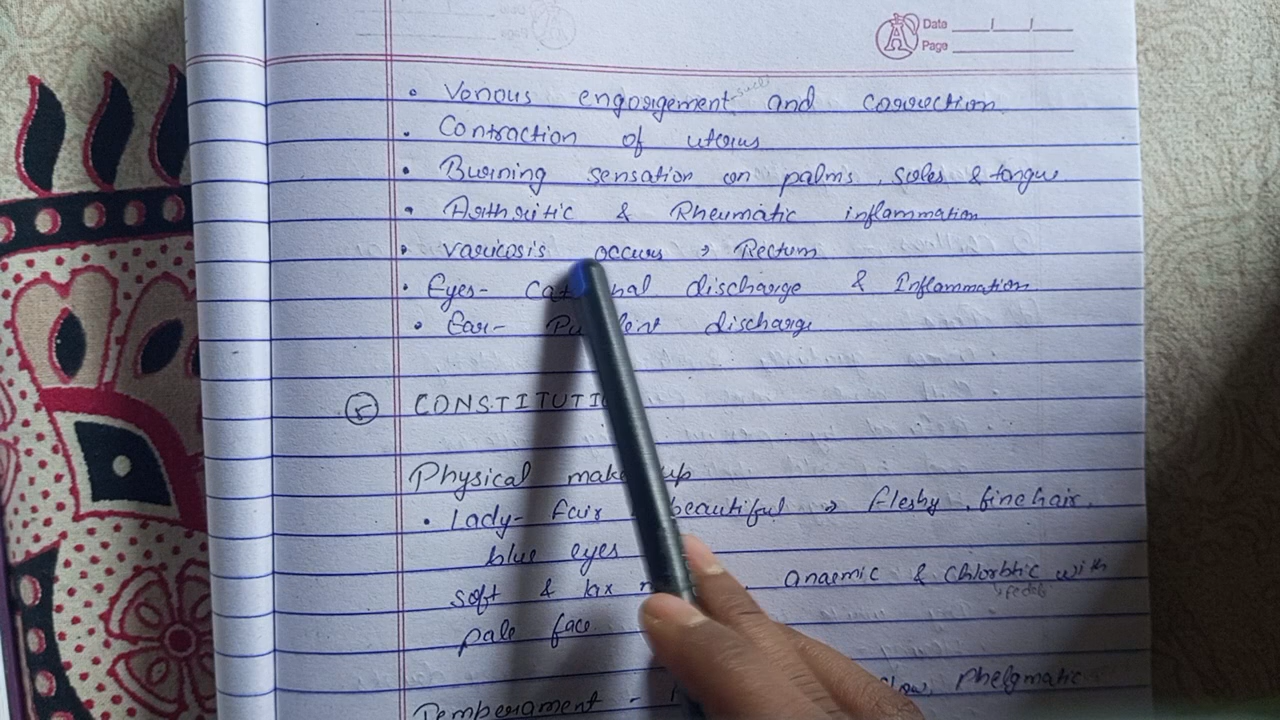 Date
Page
• Venous engorgement and
• Contraction of uterus
• Burning sensation on palms, soles & tongue
• Arthritic & Rheumatic inflammation
• Varicosis occurs → Rectum
• Eyes- discharge & Inflammation
• Ear- discharge
5 CONSTITUTI
Physical make up
• Lady- fair beautiful → fleshy, fine hair,
blue eyes
soft & lax Anaemic & with
pale face.
Temperament - Slow, Phelgmatic